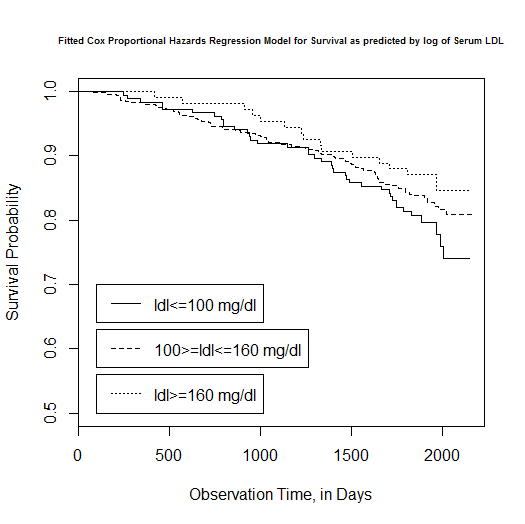 Fitted Cox Proportional Hazards Regression Model for Survival as predicted by log of Serum LDL
1.0
0.9
0.8
0.7
0.6
0.5
Survival Probability
ldl<=100 mg/dl
100>=ldl<=160 mg/dl
ldl>=160 mg/dl
0 500 1000 1500 2000
Observation Time, in Days